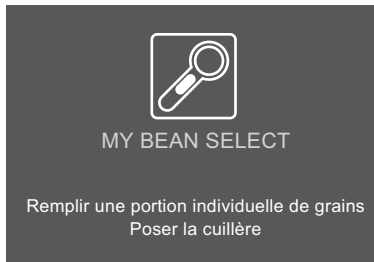 MY BEAN SELECT
Remplir une portion individuelle de grains
Poser la cuillère